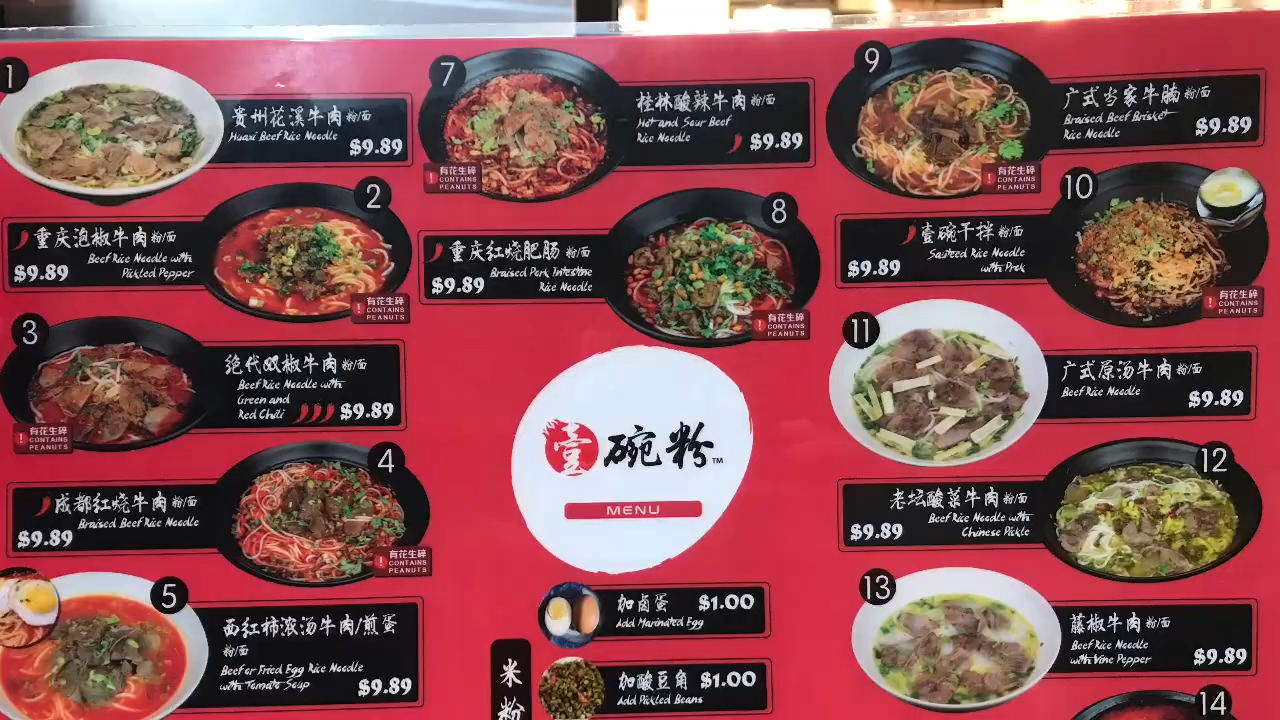 1
贵州花溪牛肉 粉/面
Huaxi Beef Rice Noodle
$9.89
2
重庆泡椒牛肉 粉/面
Beef Rice Noodle with
Pickled Pepper
$9.89
有花生碎
! CONTAINS
PEANUTS
3
绝代双椒牛肉 粉/面
Beef Rice Noodle with
Green and
Red Chili
$9.89
有花生碎
! CONTAINS
PEANUTS
4
成都红烧牛肉 粉/面
Braised Beef Rice Noodle
$9.89
有花生碎
! CONTAINS
PEANUTS
5
西红柿浓汤牛肉/煎蛋
粉/面
Beef or Fried Egg Rice Noodle
with Tomato Soup
$9.89
7
桂林酸辣牛肉 粉/面
Hot and Sour Beef
Rice Noodle
$9.89
有花生碎
! CONTAINS
PEANUTS
8
重庆红烧肥肠 粉/面
Braised Pork Intestine
Rice Noodle
$9.89
有花生碎
! CONTAINS
PEANUTS
壹碗粉™
MENU
加卤蛋 $1.00
Add Marinated Egg
米粉
加酸豆角 $1.00
Add Pickled Beans
9
广式当家牛腩 粉/面
Braised Beef Brisket
Rice Noodle
$9.89
有花生碎
! CONTAINS
PEANUTS
10
壹碗干拌 粉/面
Sauteed Rice Noodle
with Prok
$9.89
有花生碎
! CONTAINS
PEANUTS
11
广式原汤牛肉 粉/面
Beef Rice Noodle
$9.89
12
老坛酸菜牛肉 粉/面
Beef Rice Noodle with
Chinese Pickle
$9.89
13
藤椒牛肉 粉/面
Beef Rice Noodle
with Vine Pepper
$9.89
14